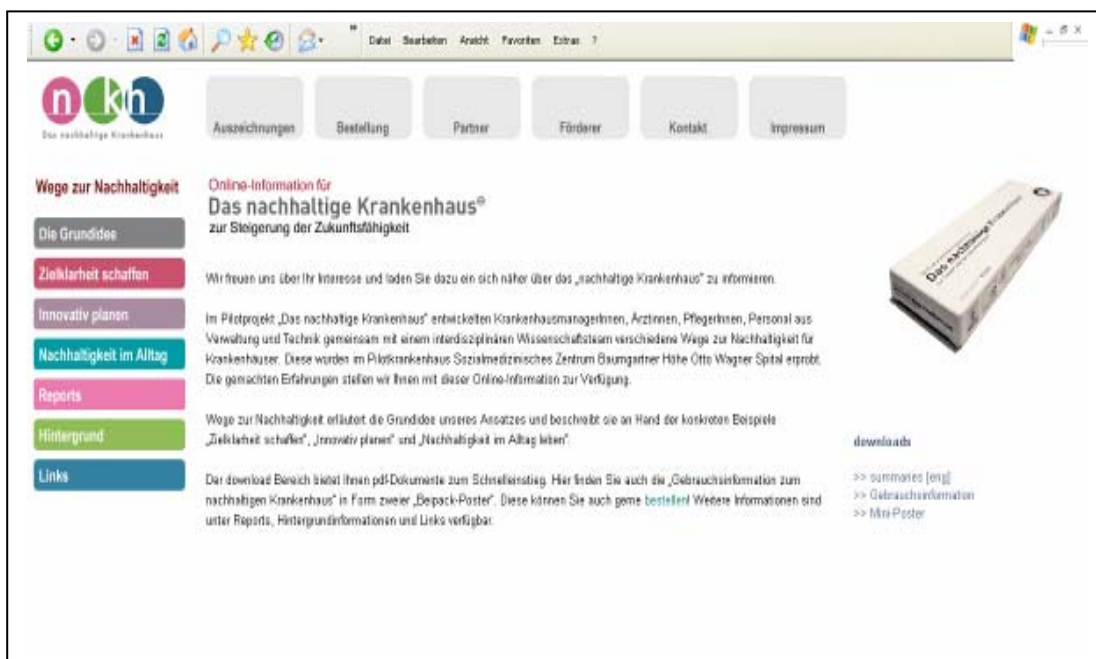 Datei Bearbeiten Ansicht Favoriten Extras ?
nkh
Das nachhaltige Krankenhaus
Auszeichnungen Bestellung Partner Förderer Kontakt Impressum
Wege zur Nachhaltigkeit
Die Grundidee
Zielklarheit schaffen
Innovativ planen
Nachhaltigkeit im Alltag
Reports
Hintergrund
Links
Online-Information für
Das nachhaltige Krankenhaus®
zur Steigerung der Zukunftsfähigkeit
Wir freuen uns über Ihr Interesse und laden Sie dazu ein sich näher über das „nachhaltige Krankenhaus" zu informieren.
Im Pilotprojekt „Das nachhaltige Krankenhaus" entwickelten KrankenhausmanagerInnen, ÄrztInnen, PflegerInnen, Personal aus
Verwaltung und Technik gemeinsam mit einem interdisziplinären Wissenschaftsteam verschiedene Wege zur Nachhaltigkeit für
Krankenhäuser. Diese wurden im Pilotkrankenhaus Sozialmedizinisches Zentrum Baumgartner Höhe Otto Wagner Spital erprobt.
Die gemachten Erfahrungen stellen wir Ihnen mit dieser Online-Information zur Verfügung.
Wege zur Nachhaltigkeit erläutert die Grundidee unseres Ansatzes und beschreibt sie an Hand der konkreten Beispiele
„Zielklarheit schaffen", „Innovativ planen" und „Nachhaltigkeit im Alltag leben".
Der download Bereich bietet Ihnen pdf-Dokumente zum Schnelleinstieg. Hier finden Sie auch die „Gebrauchsinformation zum
nachhaltigen Krankenhaus" in Form zweier „Beipack-Poster". Diese können Sie auch gerne bestellen! Weitere Informationen sind
unter Reports, Hintergrundinformationen und Links verfügbar.
Das nachhaltige Krankenhaus
downloads
>> summaries [eng]
>> Gebrauchsinformation
>> Mini-Poster